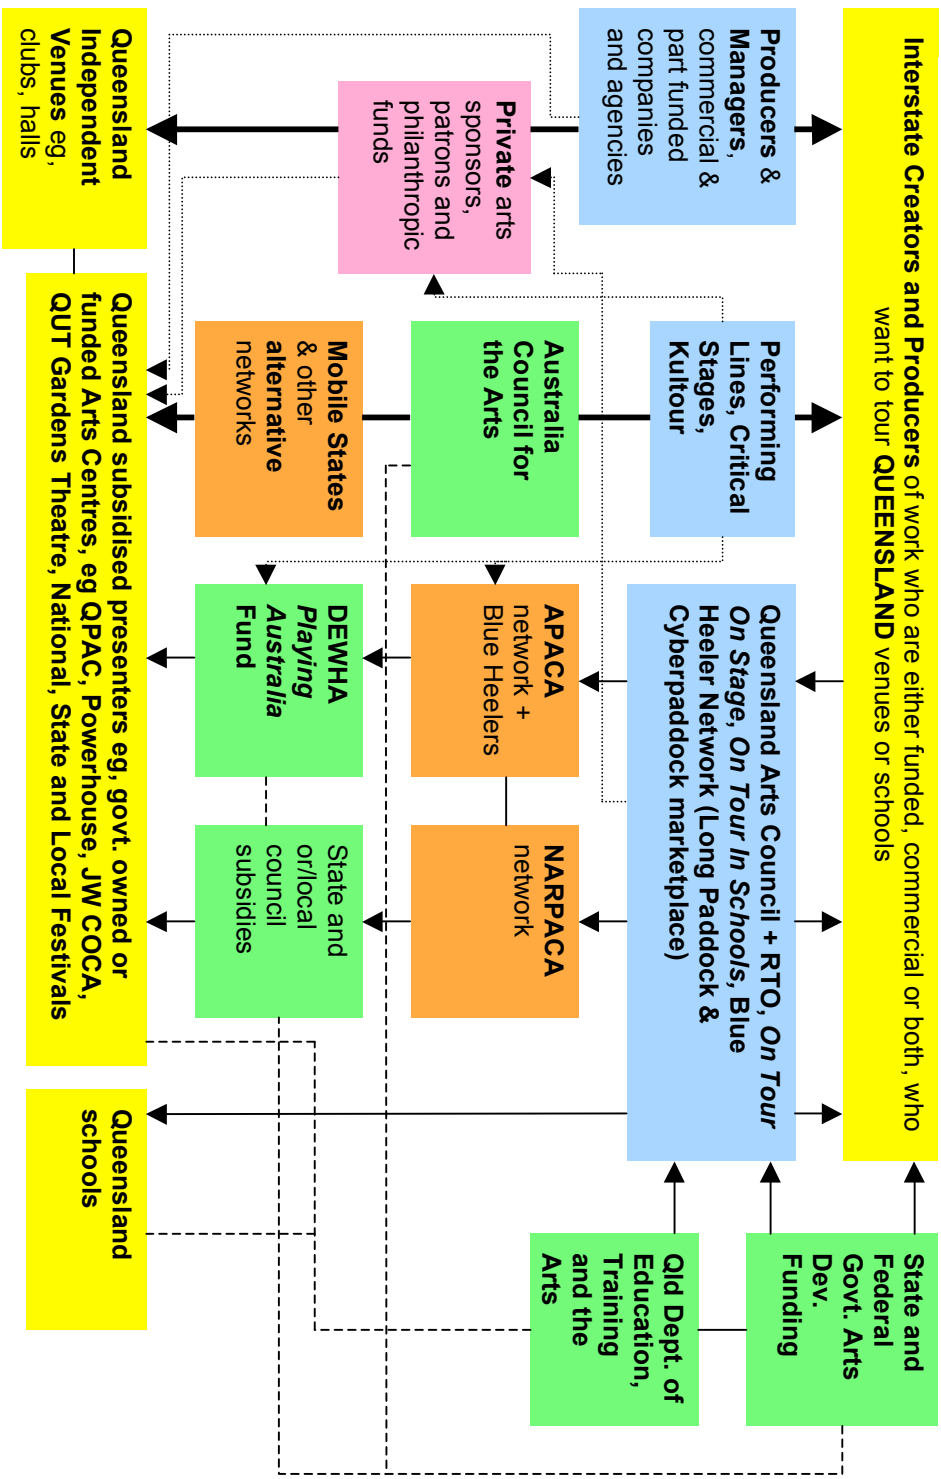 Interstate Creators and Producers of work who are either funded, commercial or both, who
want to tour QUEENSLAND venues or schools
Producers &
Managers,
commercial &
part funded
companies
and agencies
Performing
Lines, Critical
Stages,
Kultour
Queensland Arts Council + RTO, On Tour
On Stage, On Tour In Schools, Blue
Heeler Network (Long Paddock &
Cyberpaddock marketplace)
State and
Federal
Govt. Arts
Dev.
Funding
Private arts
sponsors,
patrons and
philanthropic
funds
Australia
Council for
the Arts
APACA
network +
Blue Heelers
NARPACA
network
Qld Dept. of
Education,
Training
and the
Arts
Mobile States
& other
alternative
networks
DEWHA
Playing
Australia
Fund
State and
or/local
council
subsidies
Queensland
Independent
Venues eg,
clubs, halls
Queensland subsidised presenters eg, govt. owned or
funded Arts Centres, eg QPAC, Powerhouse, JW COCA,
QUT Gardens Theatre, National, State and Local Festivals
Queensland
schools